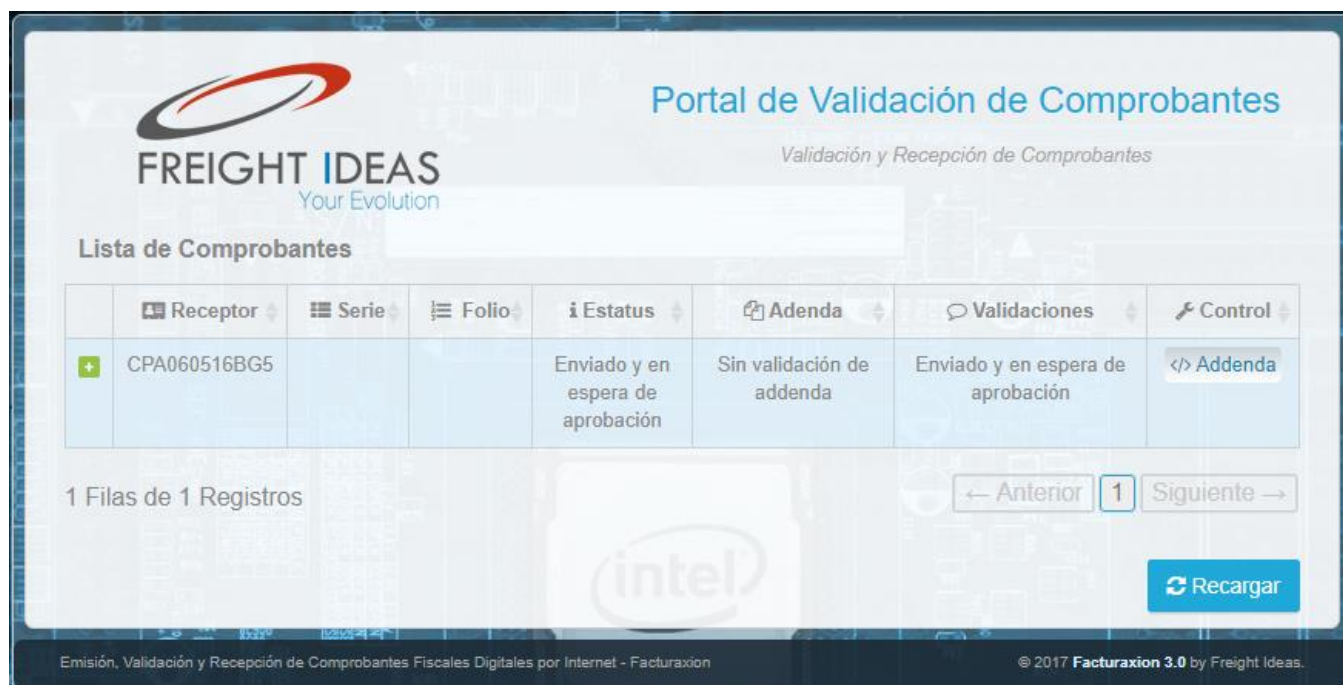 FREIGHT IDEAS
Your Evolution
Portal de Validación de Comprobantes
Validación y Recepción de Comprobantes
Lista de Comprobantes
Receptor Serie Folio Estatus Adenda Validaciones Control
CPA060516BG5 Enviado y en espera de aprobación Sin validación de addenda Enviado y en espera de aprobación </> Addenda
1 Filas de 1 Registros
← Anterior 1 Siguiente →
intel
Recargar
Emisión, Validación y Recepción de Comprobantes Fiscales Digitales por Internet - Facturaxion
© 2017 Facturaxion 3.0 by Freight Ideas.